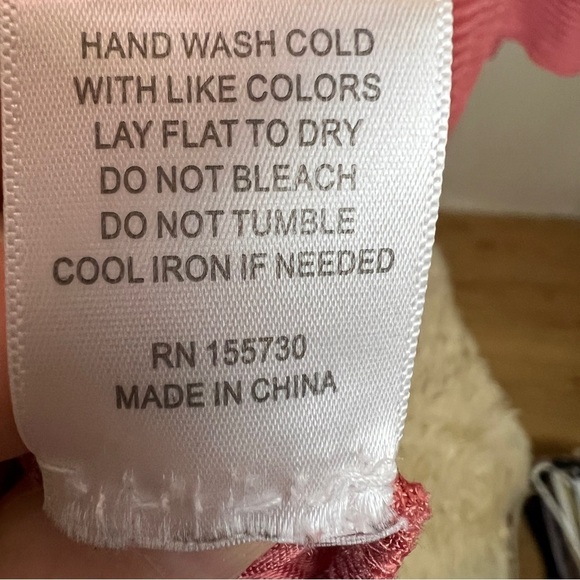 HAND WASH COLD
WITH LIKE COLORS
LAY FLAT TO DRY
DO NOT BLEACH
DO NOT TUMBLE
COOL IRON IF NEEDED
RN 155730
MADE IN CHINA